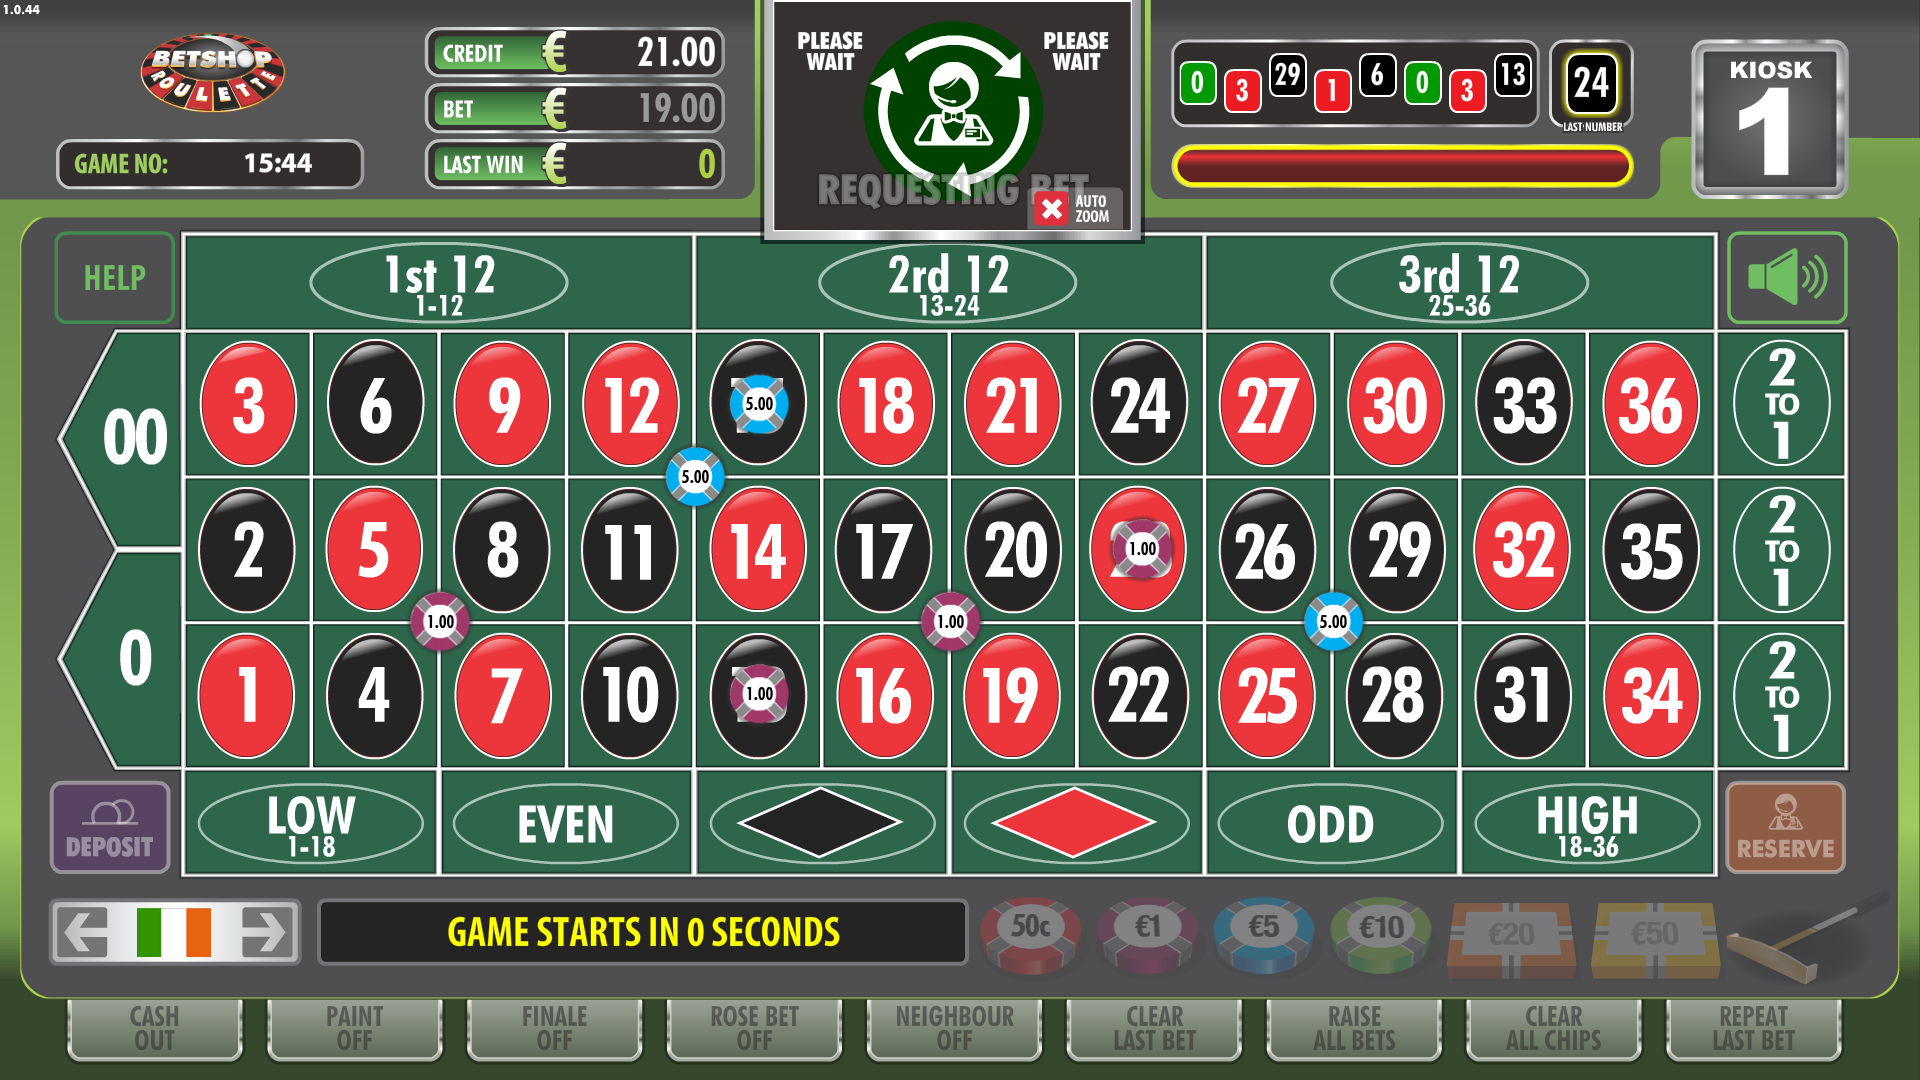 1.0.44
BETSHOP
ROULETTE
GAME NO: 15:44
CREDIT € 21.00
BET € 19.00
LAST WIN € 0
PLEASE WAIT
PLEASE WAIT
REQUESTING BET
AUTO ZOOM
0 3 29 1 6 0 3 13
24
LAST NUMBER
KIOSK
1
HELP
1st 12
1-12
2rd 12
13-24
3rd 12
25-36
00
3 6 9 12 5.00 18 21 24 27 30 33 36 2 TO 1
5.00
2 5 8 11 14 17 20 1.00 26 29 32 35 2 TO 1
1.00 1.00 5.00
0
1 4 7 10 1.00 16 19 22 25 28 31 34 2 TO 1
DEPOSIT
LOW
1-18
EVEN
ODD
HIGH
18-36
RESERVE
GAME STARTS IN 0 SECONDS
50c €1 €5 €10 €20 €50
CASH OUT
PAINT OFF
FINALE OFF
ROSE BET OFF
NEIGHBOUR OFF
CLEAR LAST BET
RAISE ALL BETS
CLEAR ALL CHIPS
REPEAT LAST BET